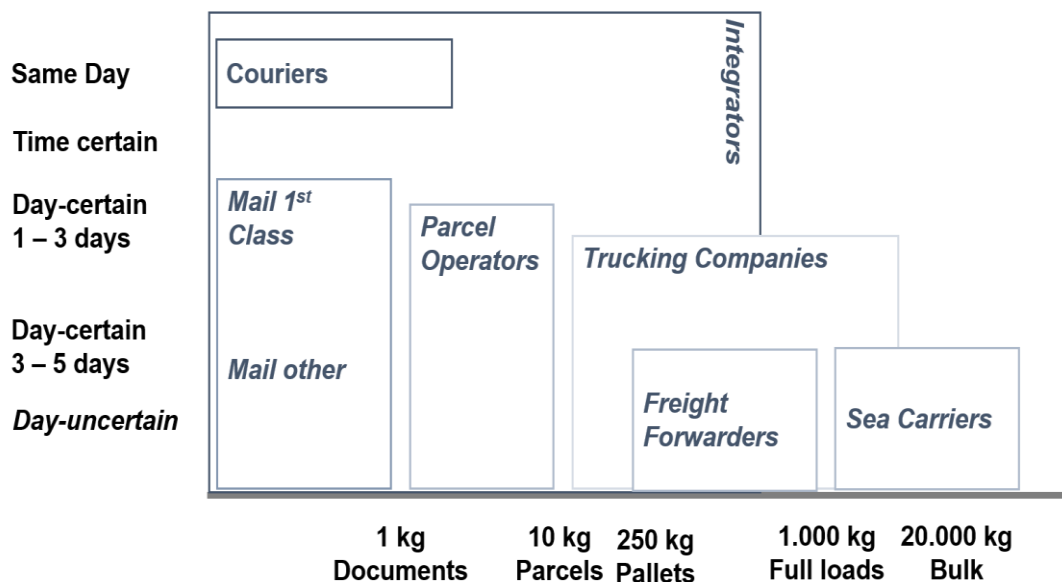 Same Day
Time certain
Day-certain
1 – 3 days
Day-certain
3 – 5 days
Day-uncertain
Couriers
Integrators
Mail 1st
Class
Mail other
Parcel
Operators
Trucking Companies
Freight
Forwarders
Sea Carriers
1 kg
Documents
10 kg
Parcels
250 kg
Pallets
1.000 kg
Full loads
20.000 kg
Bulk